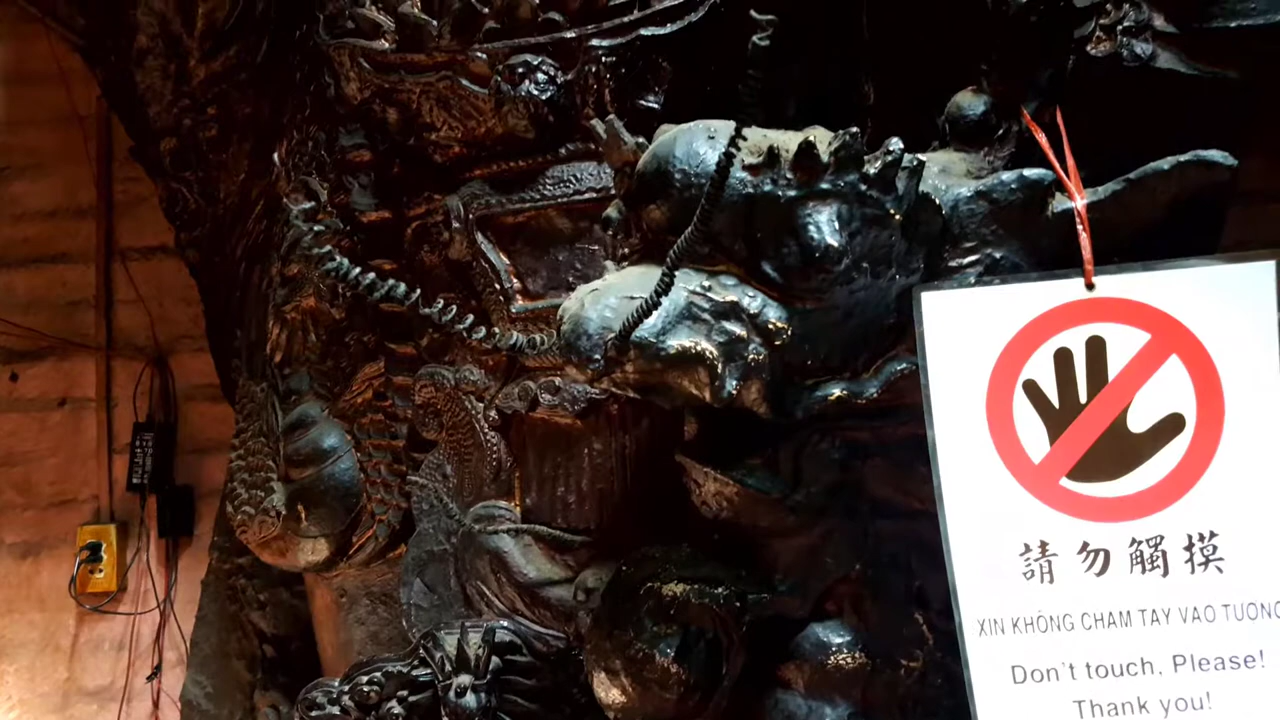 請勿觸摸
XIN KHÔNG CHAM TAY VAO TUONG
Don't touch, Please!
Thank you!